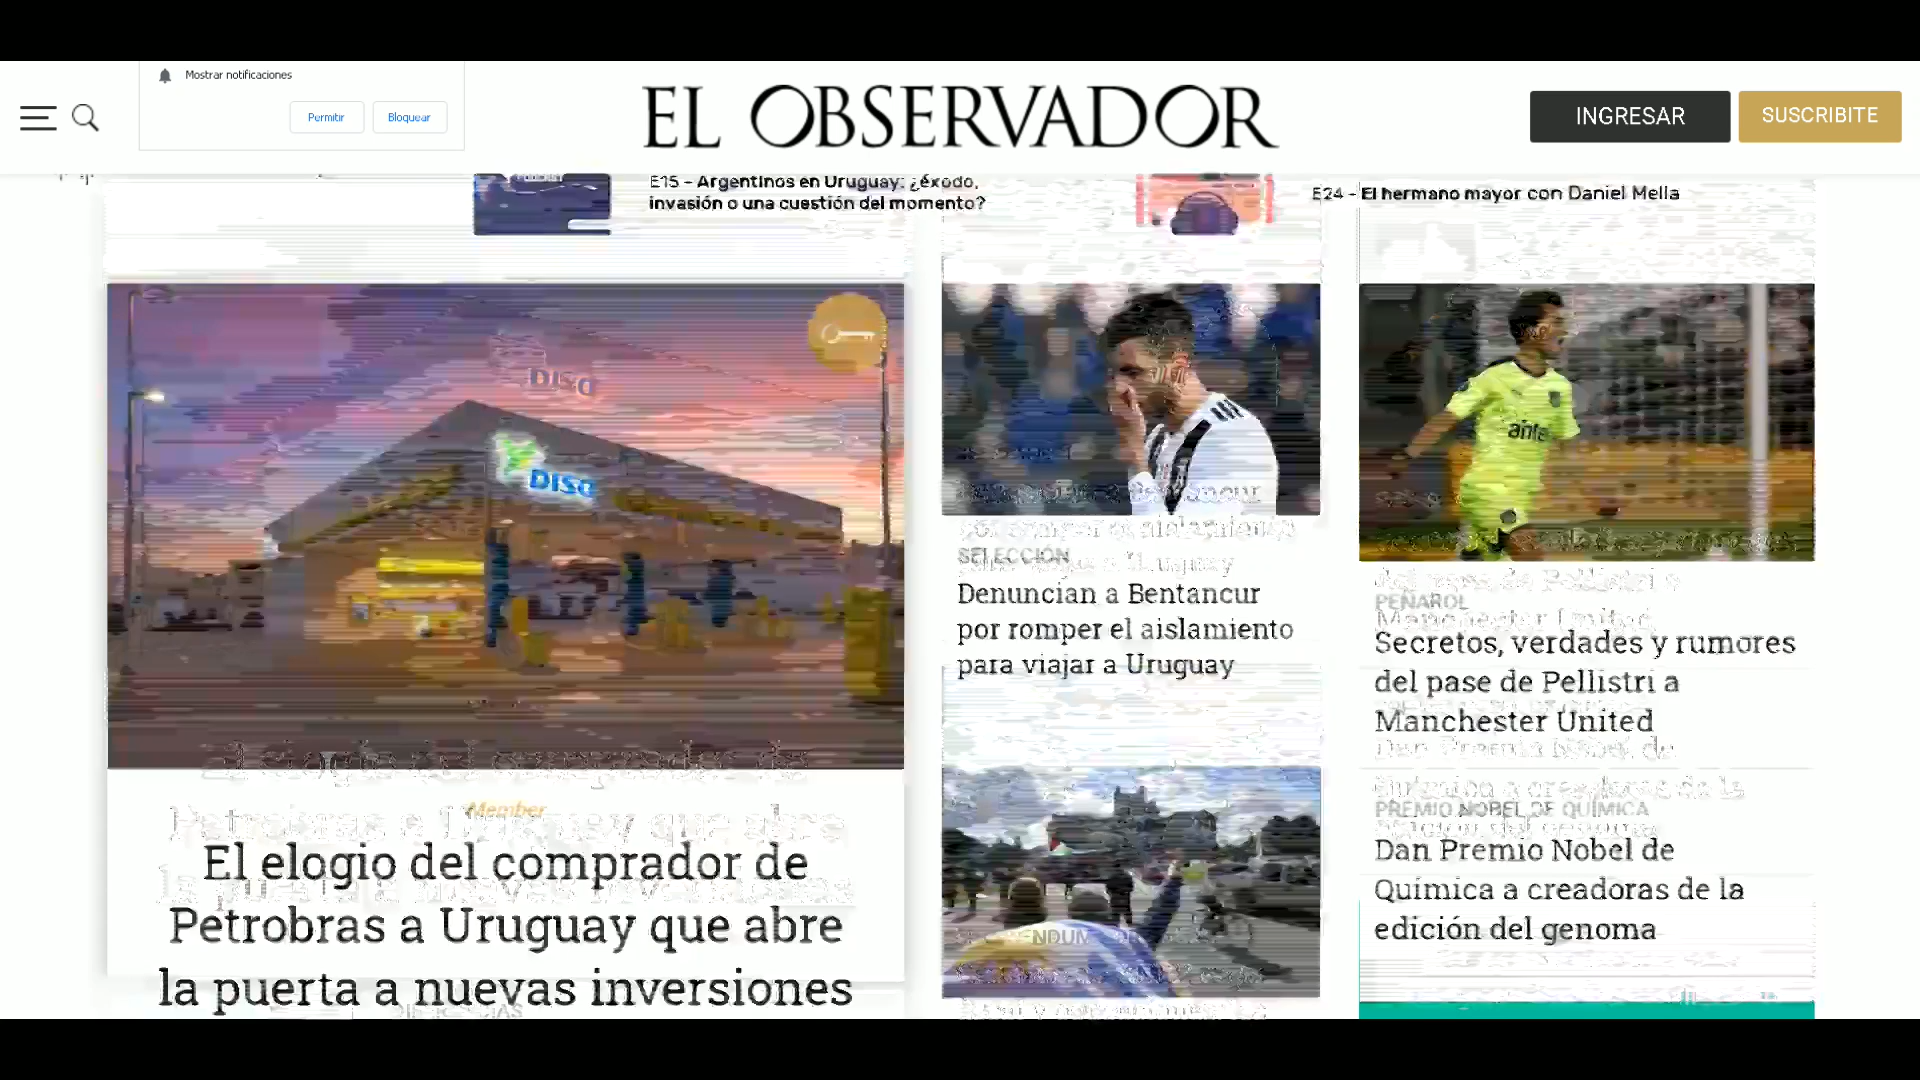 Mostrar notificaciones
Permitir
Bloquear
EL OBSERVADOR
INGRESAR
SUSCRIBITE
E15 - Argentinos en Uruguay: ¿éxodo,
invasión o una cuestión del momento?
E24 - El hermano mayor con Daniel Mella
DISC
DISC
Member
El elogio del comprador de
Petrobras a Uruguay que abre
la puerta a nuevas inversiones
SELECCIÓN
Denuncian a Bentancur
por romper el aislamiento
para viajar a Uruguay
antel
PEÑAROL
Secretos, verdades y rumores
del pase de Pellistri a
Manchester United
PREMIO NOBEL DE QUÍMICA
Dan Premio Nobel de
Química a creadoras de la
edición del genoma